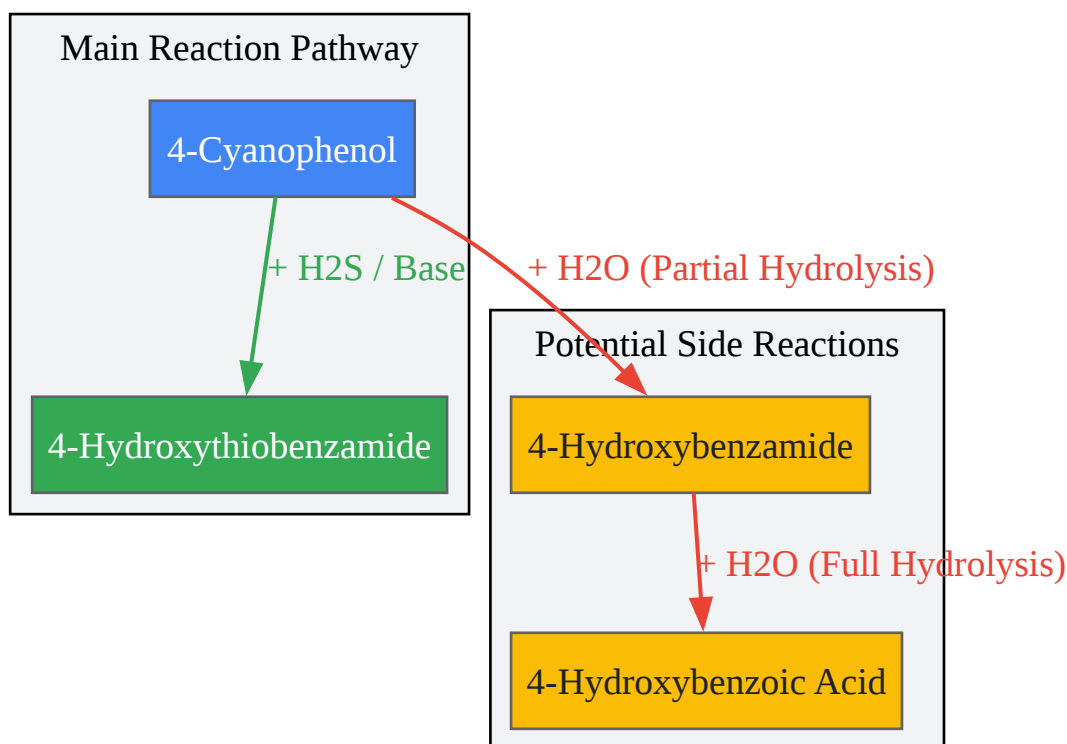 Main Reaction Pathway
4-Cyanophenol
+ H2S / Base
+ H2O (Partial Hydrolysis)
Potential Side Reactions
4-Hydroxythiobenzamide
4-Hydroxybenzamide
+ H2O (Full Hydrolysis)
4-Hydroxybenzoic Acid